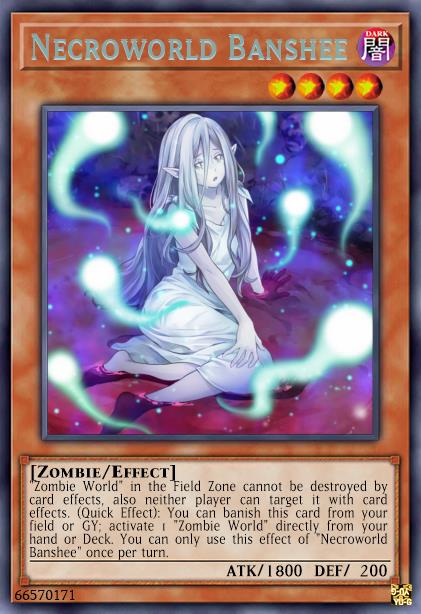 Necroworld Banshee
DARK
闇
[Zombie/Effect]
"Zombie World" in the Field Zone cannot be destroyed by
card effects, also neither player can target it with card
effects. (Quick Effect): You can banish this card from your
field or GY; activate 1 "Zombie World" directly from your
hand or Deck. You can only use this effect of "Necroworld
Banshee" once per turn.
ATK/1800 DEF/ 200
66570171